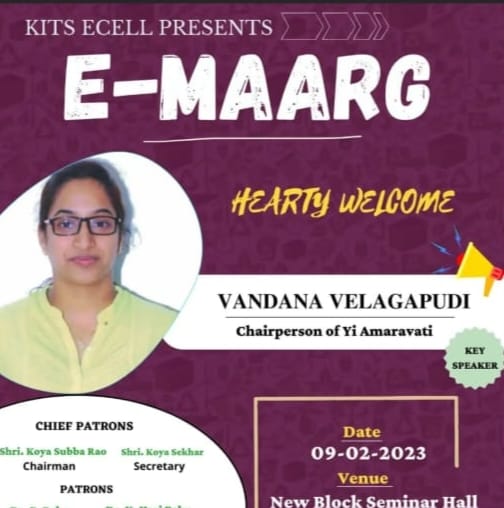 KITS ECELL PRESENTS
E-MAARG
HEARTY WELCOME
VANDANA VELAGAPUDI
Chairperson of Yi Amaravati
KEY
SPEAKER
CHIEF PATRONS
Shri. Koya Subba Rao Shri. Koya Sekhar
Chairman Secretary
PATRONS
Date
09-02-2023
Venue
New Block Seminar Hall